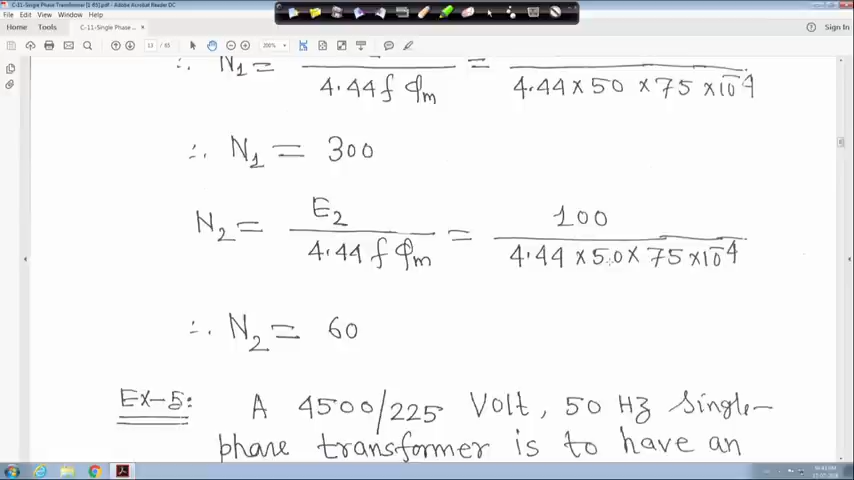 C-11-Single Phase Transformer [1-65].pdf - Adobe Acrobat Reader DC
File Edit View Window Help
Home Tools C-11-Single Phase ... × Sign In
13 / 65 200%
∴ N₁ = ――― = ―――
4.44 f φm 4.44 × 50 × 75 × 10⁻⁴
∴ N₁ = 300
N₂ = E₂ / 4.44 f φm = 100 / 4.44 × 50 × 75 × 10⁻⁴
∴ N₂ = 60
Ex-5: A 4500/225 Volt, 50 Hz single-
phase transformer is to have an